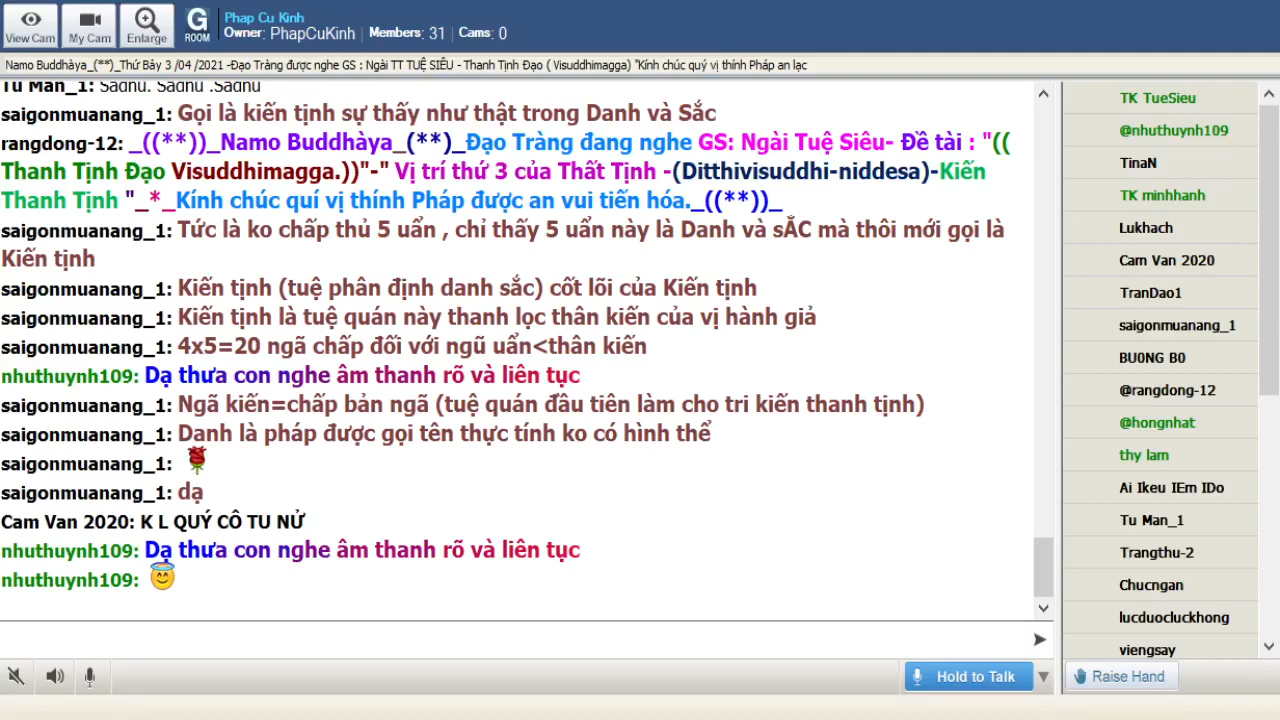 View Cam
My Cam
Enlarge
G
ROOM
Phap Cu Kinh
Owner: PhapCuKinh | Members: 31 | Cams: 0
Namo Buddhàya_(**)_Thứ Bảy 3 /04 /2021 -Đạo Tràng được nghe GS : Ngài TT TUỆ SIÊU - Thanh Tịnh Đạo ( Visuddhimagga) "Kính chúc quý vị thính Pháp an lạc
Tu Man_1: Sadhu. Sadhu .Sadhu
saigonmuanang_1: Gọi là kiến tịnh sự thấy như thật trong Danh và Sắc
rangdong-12: _((**))_Namo Buddhàya_(**)_Đạo Tràng đang nghe GS: Ngài Tuệ Siêu- Đề tài : "((
Thanh Tịnh Đạo Visuddhimagga.))"-" Vị trí thứ 3 của Thất Tịnh -(Ditthivisuddhi-niddesa)-Kiến
Thanh Tịnh "_*_Kính chúc quí vị thính Pháp được an vui tiến hóa._((**))_
saigonmuanang_1: Tức là ko chấp thủ 5 uẩn , chỉ thấy 5 uẩn này là Danh và sẮC mà thôi mới gọi là
Kiến tịnh
saigonmuanang_1: Kiến tịnh (tuệ phân định danh sắc) cốt lõi của Kiến tịnh
saigonmuanang_1: Kiến tịnh là tuệ quán này thanh lọc thân kiến của vị hành giả
saigonmuanang_1: 4x5=20 ngã chấp đối với ngũ uẩn<thân kiến
nhuthuynh109: Dạ thưa con nghe âm thanh rõ và liên tục
saigonmuanang_1: Ngã kiến=chấp bản ngã (tuệ quán đầu tiên làm cho tri kiến thanh tịnh)
saigonmuanang_1: Danh là pháp được gọi tên thực tính ko có hình thể
saigonmuanang_1:
saigonmuanang_1: dạ
Cam Van 2020: K L QUÝ CÔ TU NỬ
nhuthuynh109: Dạ thưa con nghe âm thanh rõ và liên tục
nhuthuynh109:
TK TueSieu
@nhuthuynh109
TinaN
TK minhhanh
Lukhach
Cam Van 2020
TranDao1
saigonmuanang_1
BU0NG B0
@rangdong-12
@hongnhat
thy lam
Ai Ikeu IEm IDo
Tu Man_1
Trangthu-2
Chucngan
lucduocluckhong
viengsay
Hold to Talk
Raise Hand